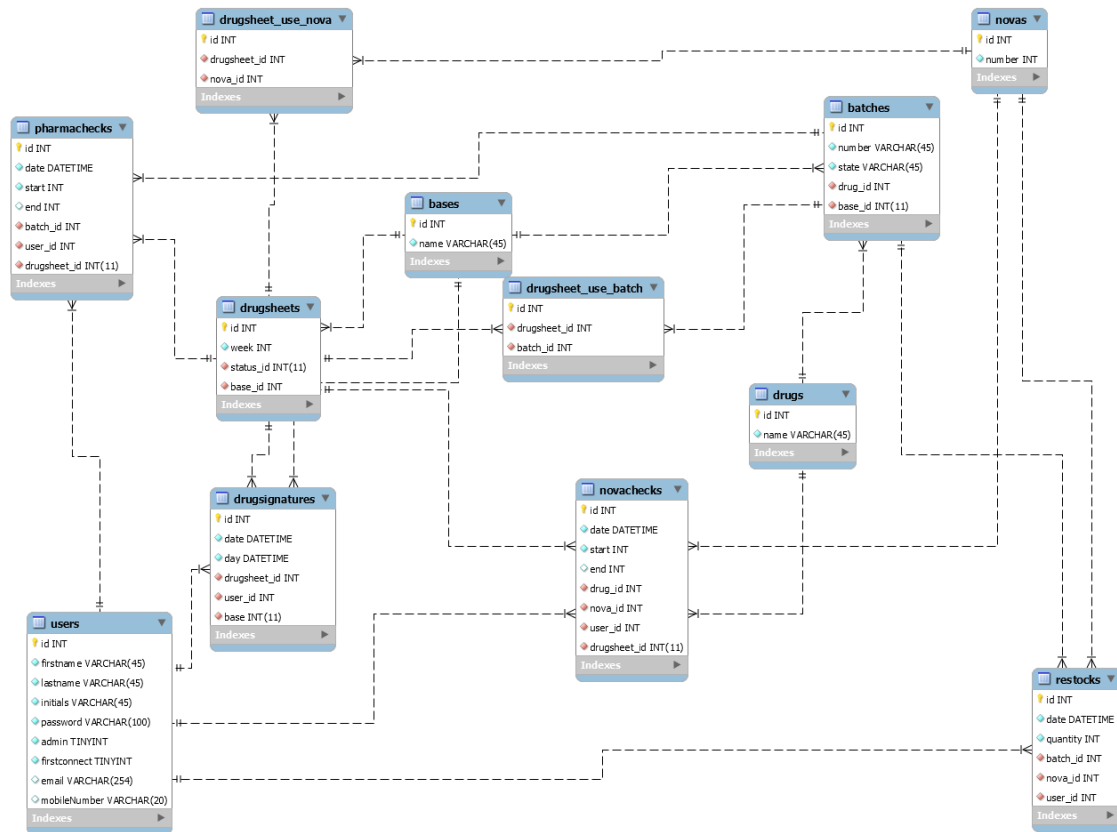 drugsheet_use_nova
id INT
drugsheet_id INT
nova_id INT
Indexes
novas
id INT
number INT
Indexes
pharmachecks
id INT
date DATETIME
start INT
end INT
batch_id INT
user_id INT
drugsheet_id INT(11)
Indexes
batches
id INT
number VARCHAR(45)
state VARCHAR(45)
drug_id INT
base_id INT(11)
Indexes
bases
id INT
name VARCHAR(45)
Indexes
drugsheet_use_batch
id INT
drugsheet_id INT
batch_id INT
Indexes
drugsheets
id INT
week INT
status_id INT(11)
base_id INT
Indexes
drugs
id INT
name VARCHAR(45)
Indexes
drugsignatures
id INT
date DATETIME
day DATETIME
drugsheet_id INT
user_id INT
base INT(11)
Indexes
novachecks
id INT
date DATETIME
start INT
end INT
drug_id INT
nova_id INT
user_id INT
drugsheet_id INT(11)
Indexes
users
id INT
firstname VARCHAR(45)
lastname VARCHAR(45)
initials VARCHAR(45)
password VARCHAR(100)
admin TINYINT
firstconnect TINYINT
email VARCHAR(254)
mobileNumber VARCHAR(20)
Indexes
restocks
id INT
date DATETIME
quantity INT
batch_id INT
nova_id INT
user_id INT
Indexes